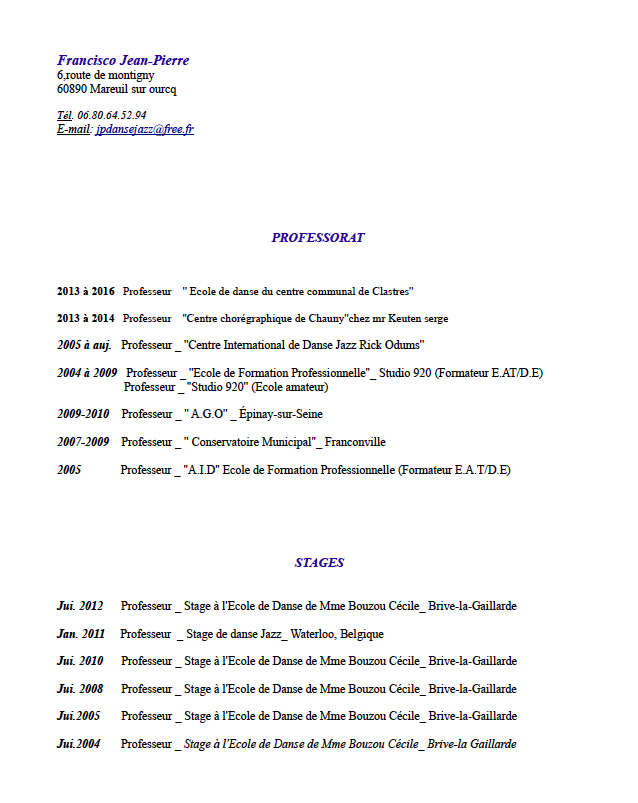 Francisco Jean-Pierre
6,route de montigny
60890 Mareuil sur ourcq
Tél. 06.80.64.52.94
E-mail: jpdansejazz@free.fr
PROFESSORAT
2013 à 2016 Professeur " Ecole de danse du centre communal de Clastres"
2013 à 2014 Professeur "Centre chorégraphique de Chauny"chez mr Keuten serge
2005 à auj. Professeur _ "Centre International de Danse Jazz Rick Odums"
2004 à 2009 Professeur _ "Ecole de Formation Professionnelle"_ Studio 920 (Formateur E.AT/D.E)
Professeur _ "Studio 920" (Ecole amateur)
2009-2010 Professeur _ " A.G.O" _ Épinay-sur-Seine
2007-2009 Professeur _ " Conservatoire Municipal"_ Franconville
2005 Professeur _ "A.I.D" Ecole de Formation Professionnelle (Formateur E.A.T/D.E)
STAGES
Jui. 2012 Professeur _ Stage à l'Ecole de Danse de Mme Bouzou Cécile_ Brive-la-Gaillarde
Jan. 2011 Professeur _ Stage de danse Jazz_ Waterloo, Belgique
Jui. 2010 Professeur _ Stage à l'Ecole de Danse de Mme Bouzou Cécile_ Brive-la-Gaillarde
Jui. 2008 Professeur _ Stage à l'Ecole de Danse de Mme Bouzou Cécile_ Brive-la-Gaillarde
Jui.2005 Professeur _ Stage à l'Ecole de Danse de Mme Bouzou Cécile_ Brive-la-Gaillarde
Jui.2004 Professeur _ Stage à l'Ecole de Danse de Mme Bouzou Cécile_ Brive-la Gaillarde